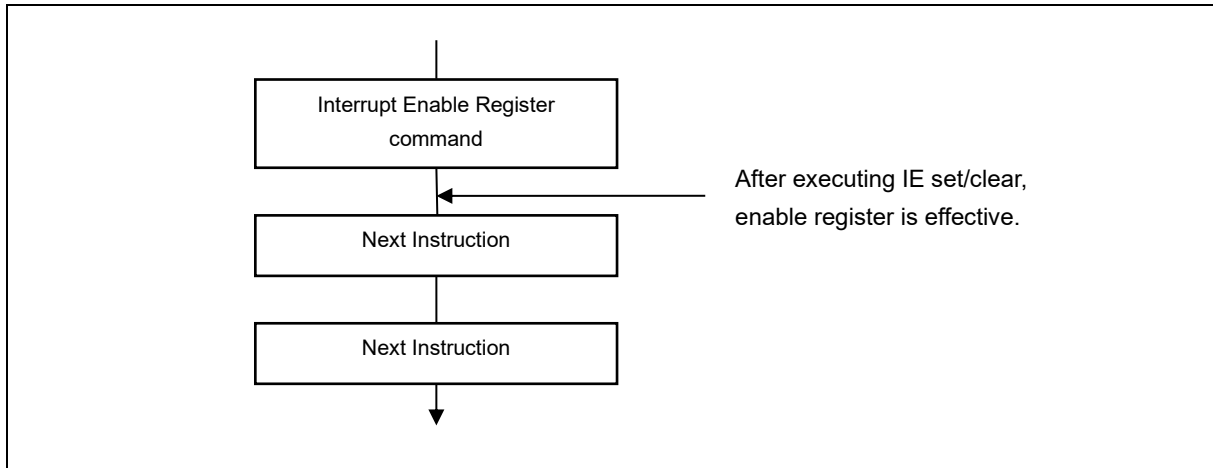 Interrupt Enable Register
command
After executing IE set/clear,
enable register is effective.
Next Instruction
Next Instruction